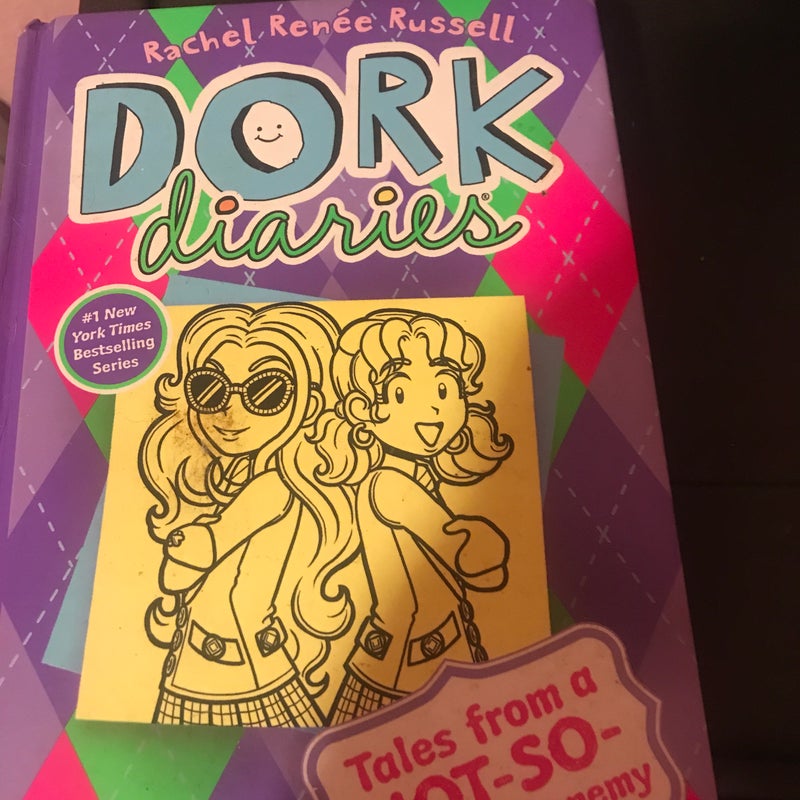 Rachel Renée Russell
DORK
diaries®
#1 New
York Times
Bestselling
Series
Tales from a